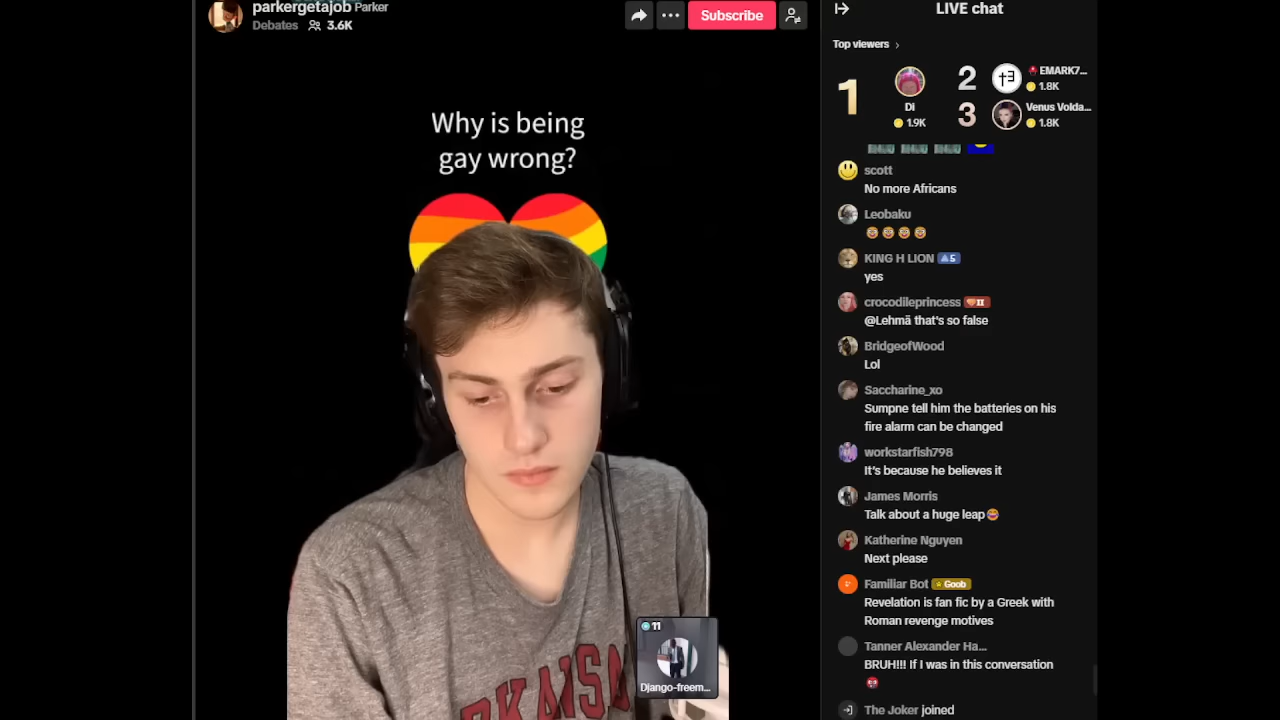 parkergetajob Parker
Debates 3.6K
Subscribe
Why is being
gay wrong?
ARKANSA
11
Django-freem...
LIVE chat
Top viewers
1
Di
1.9K
2
EMARK7...
1.8K
3
Venus Volda...
1.8K
scott
No more Africans
Leobaku
KING H LION 5
yes
crocodileprincess II
@Lehmä that's so false
BridgeofWood
Lol
Saccharine_xo
Sumpne tell him the batteries on his
fire alarm can be changed
workstarfish798
It's because he believes it
James Morris
Talk about a huge leap😂
Katherine Nguyen
Next please
Familiar Bot Goob
Revelation is fan fic by a Greek with
Roman revenge motives
Tanner Alexander Ha...
BRUH!!! If I was in this conversation
The Joker joined